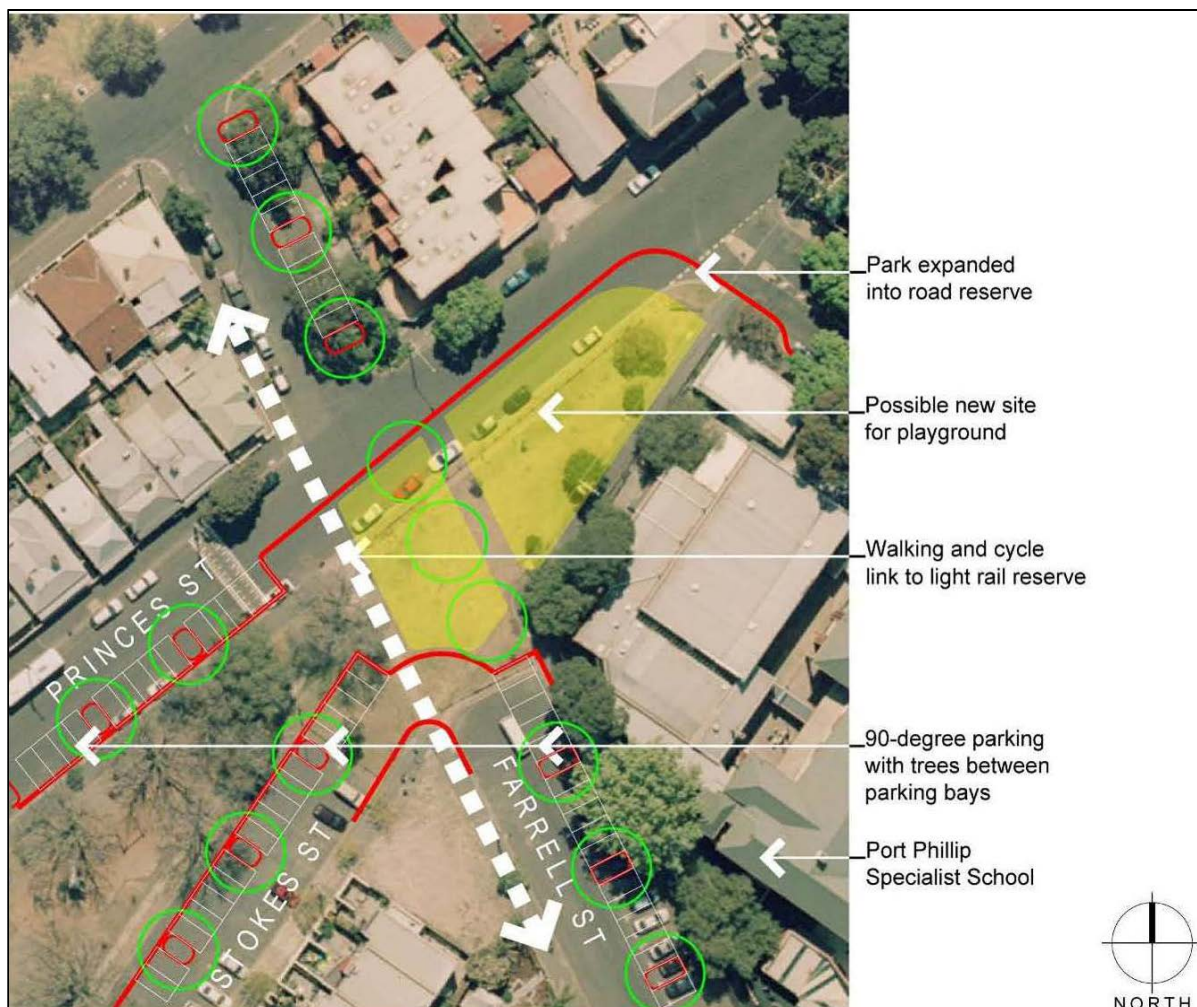 Park expanded
into road reserve
Possible new site
for playground
Walking and cycle
link to light rail reserve
PRINCES ST
90-degree parking
with trees between
parking bays
STOKES ST
FARRELL ST
Port Phillip
Specialist School
NORTH